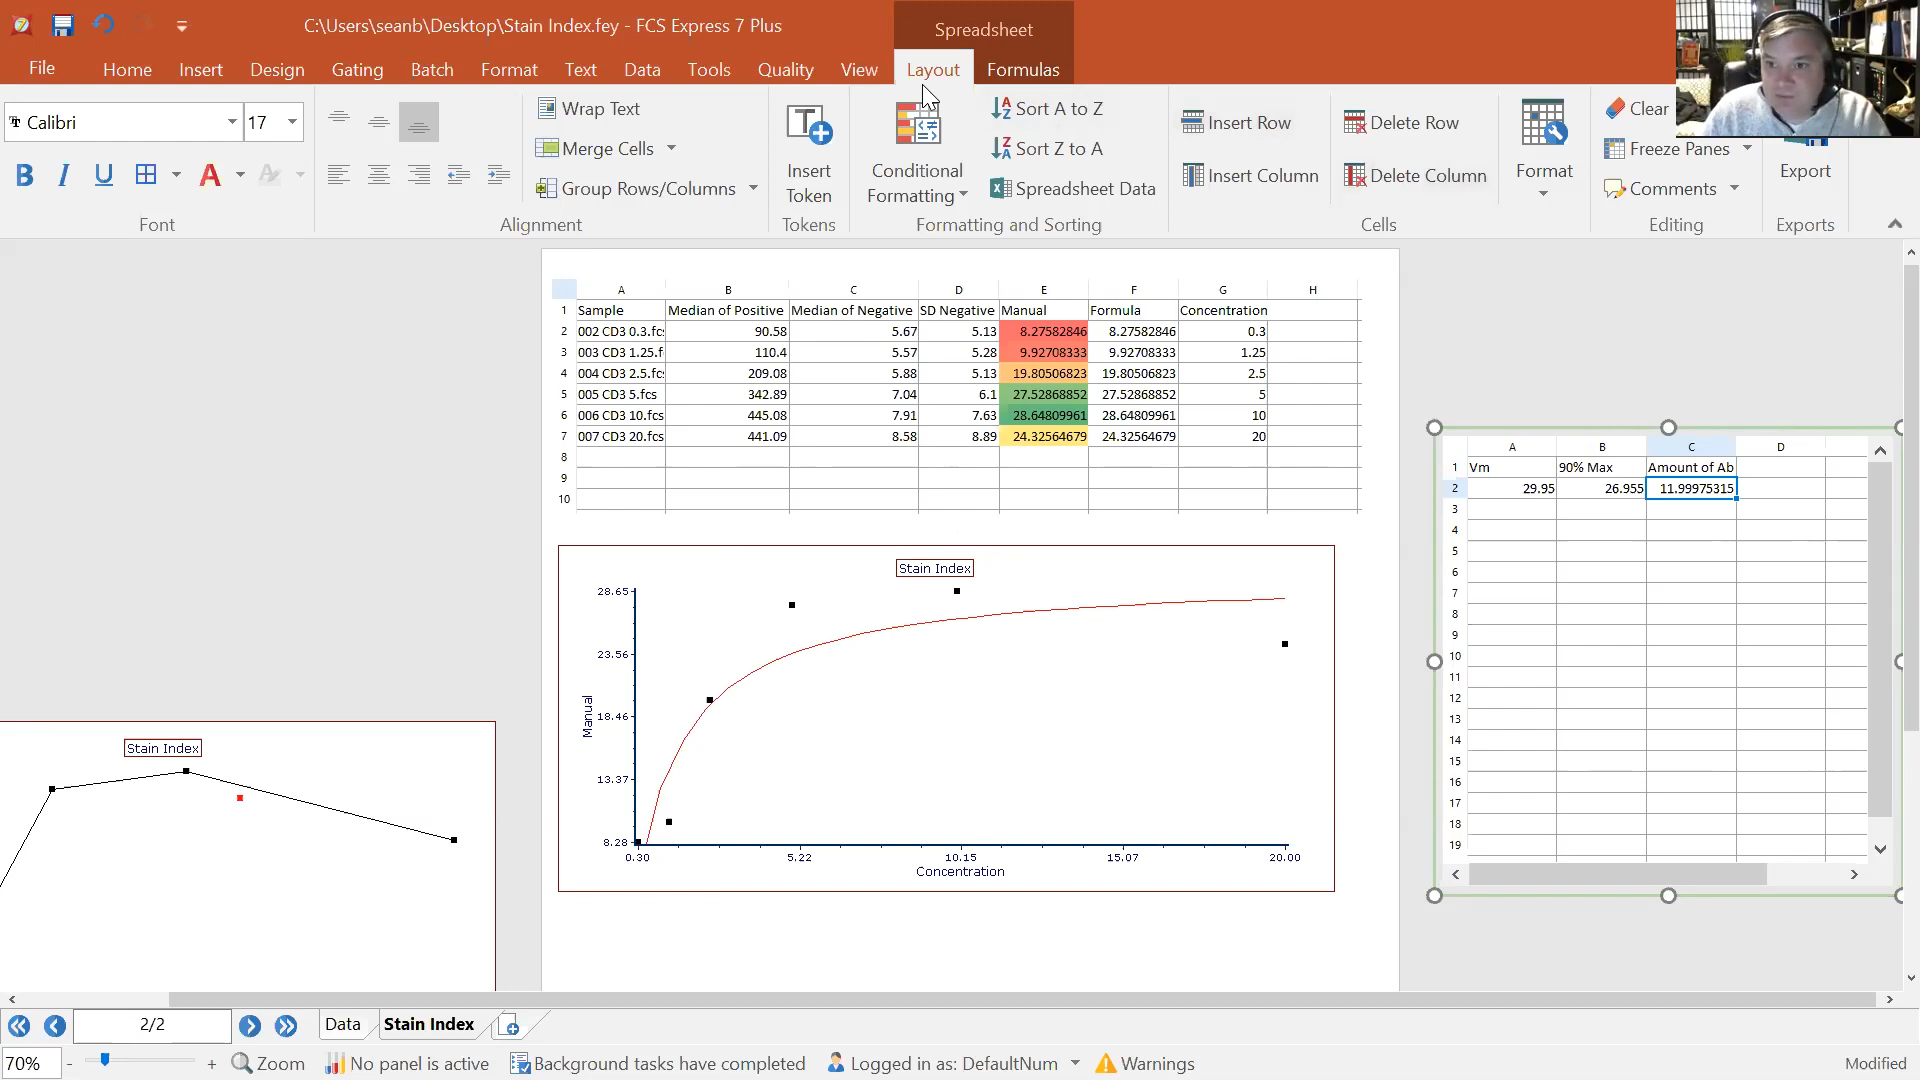 C:\Users\seanb\Desktop\Stain Index.fey - FCS Express 7 Plus
Spreadsheet
File Home Insert Design Gating Batch Format Text Data Tools Quality View Layout Formulas
Calibri 17
B I U A
Font
Wrap Text
Merge Cells
Group Rows/Columns
Alignment
Insert Token
Tokens
Conditional Formatting
Sort A to Z
Sort Z to A
Spreadsheet Data
Formatting and Sorting
Insert Row
Insert Column
Delete Row
Delete Column
Format
Cells
Clear
Freeze Panes
Comments
Editing
Export
Exports
A B C D E F G H
1 Sample Median of Positive Median of Negative SD Negative Manual Formula Concentration
2 002 CD3 0.3.fcs 90.58 5.67 5.13 8.27582846 8.27582846 0.3
3 003 CD3 1.25.f 110.4 5.57 5.28 9.92708333 9.92708333 1.25
4 004 CD3 2.5.fcs 209.08 5.88 5.13 19.80506823 19.80506823 2.5
5 005 CD3 5.fcs 342.89 7.04 6.1 27.52868852 27.52868852 5
6 006 CD3 10.fcs 445.08 7.91 7.63 28.64809961 28.64809961 10
7 007 CD3 20.fcs 441.09 8.58 8.89 24.32564679 24.32564679 20
8
9
10
A B C D
1 Vm 90% Max Amount of Ab
2 29.95 26.955 11.99975315
3
4
5
6
7
8
9
10
11
12
13
14
15
16
17
18
19
Stain Index
28.65
23.56
18.46
13.37
8.28
Manual
0.30 5.22 10.15 15.07 20.00
Concentration
Stain Index
2/2 Data Stain Index
70% - + Zoom No panel is active Background tasks have completed Logged in as: DefaultNum Warnings Modified